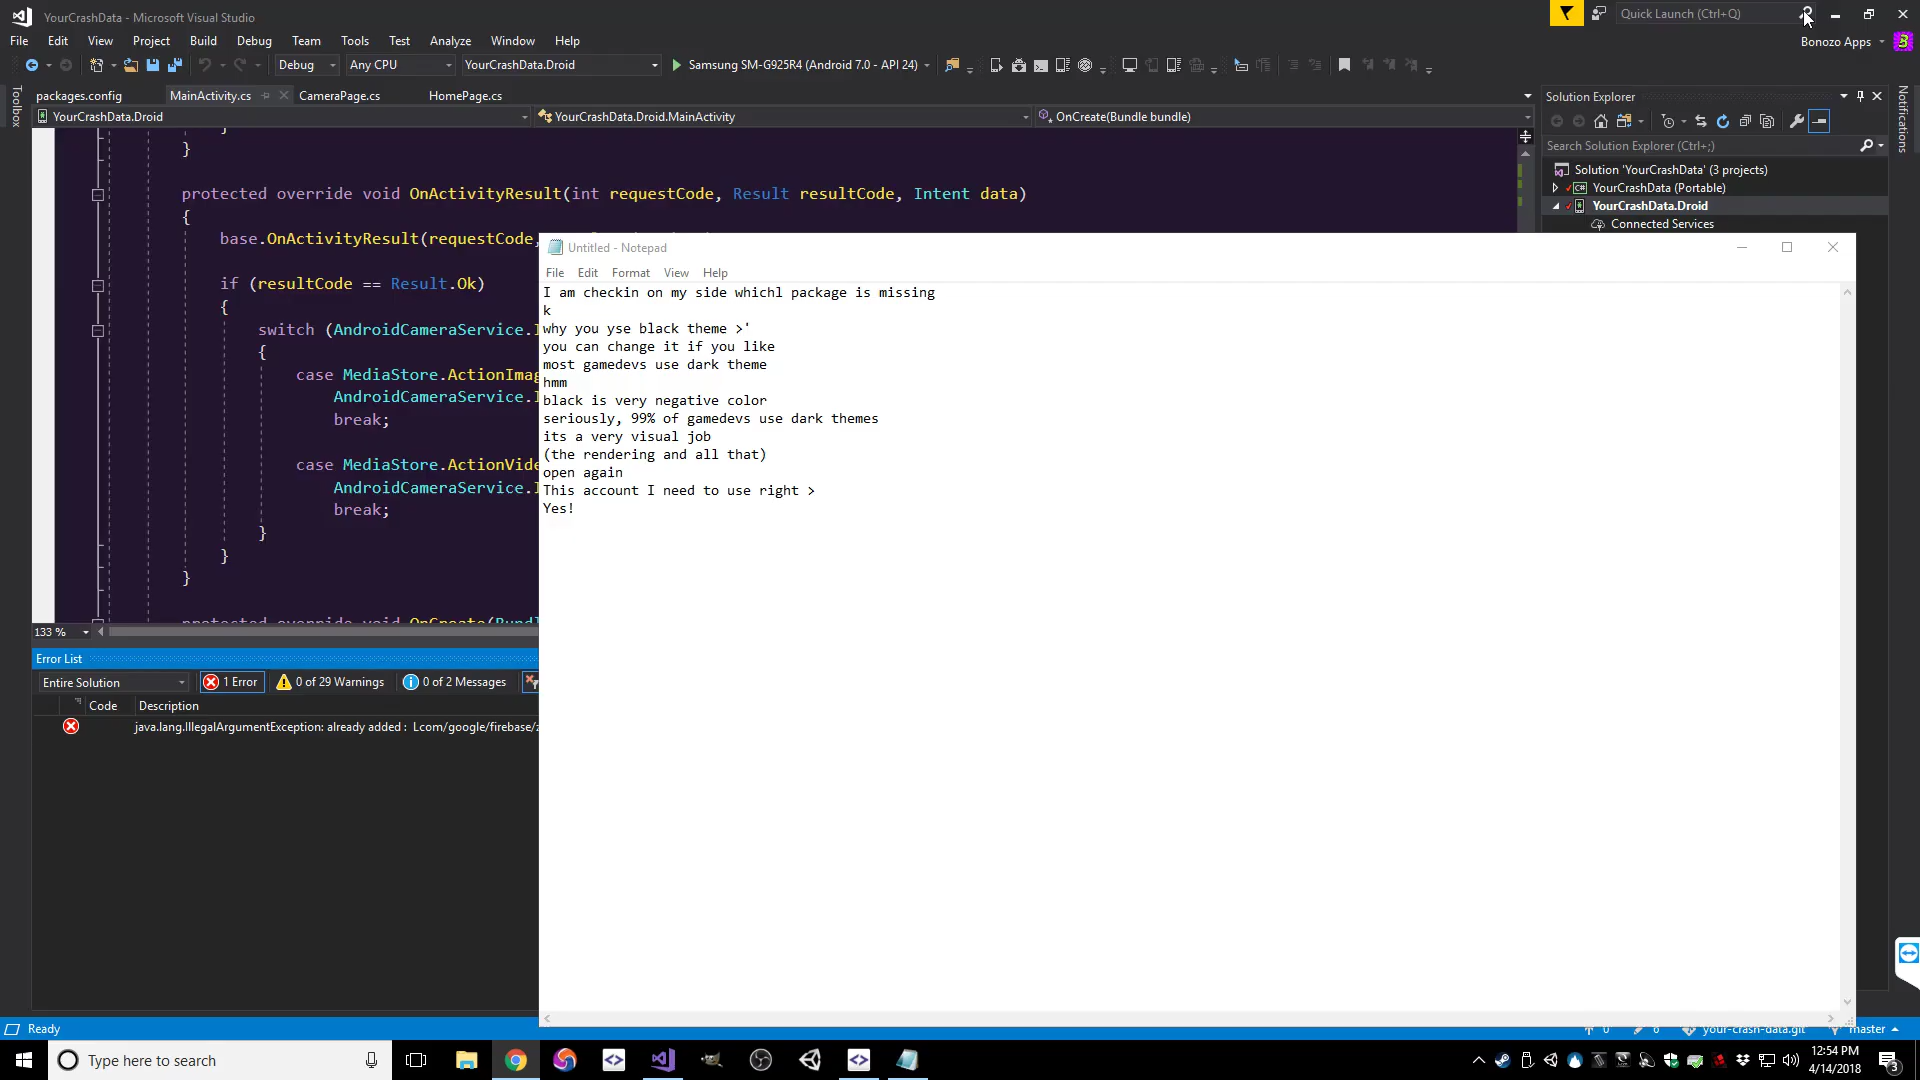 YourCrashData - Microsoft Visual Studio
Quick Launch (Ctrl+Q)
File Edit View Project Build Debug Team Tools Test Analyze Window Help
Bonozo Apps
Debug Any CPU YourCrashData.Droid Samsung SM-G925R4 (Android 7.0 - API 24)
Toolbox
packages.config MainActivity.cs CameraPage.cs HomePage.cs
YourCrashData.Droid YourCrashData.Droid.MainActivity OnCreate(Bundle bundle)
}
}
protected override void OnActivityResult(int requestCode, Result resultCode, Intent data)
{
base.OnActivityResult(requestCode,
if (resultCode == Result.Ok)
{
switch (AndroidCameraService.
{
case MediaStore.ActionImag
AndroidCameraService.
break;
case MediaStore.ActionVide
AndroidCameraService.
break;
}
}
}
protected override void OnCreate(Bundl
133 %
Error List
Entire Solution 1 Error 0 of 29 Warnings 0 of 2 Messages
Code Description
java.lang.IllegalArgumentException: already added : Lcom/google/firebase/
Untitled - Notepad
File Edit Format View Help
I am checkin on my side whichl package is missing
k
why you yse black theme >'
you can change it if you like
most gamedevs use dark theme
hmm
black is very negative color
seriously, 99% of gamedevs use dark themes
its a very visual job
(the rendering and all that)
open again
This account I need to use right >
Yes!
Solution Explorer
Search Solution Explorer (Ctrl+;)
Solution 'YourCrashData' (3 projects)
YourCrashData (Portable)
YourCrashData.Droid
Connected Services
Notifications
Ready
0 6 your-crash-data.git master
Type here to search
12:54 PM
4/14/2018
3